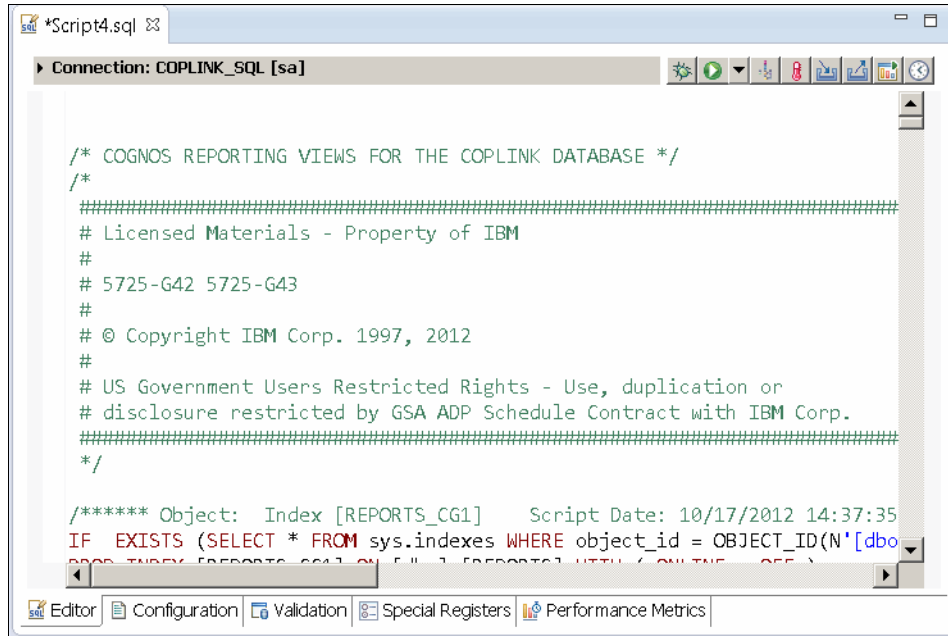 *Script4.sql
Connection: COPLINK_SQL [sa]
/* COGNOS REPORTING VIEWS FOR THE COPLINK DATABASE */
/*
##################################################################################
# Licensed Materials - Property of IBM
#
# 5725-G42 5725-G43
#
# © Copyright IBM Corp. 1997, 2012
#
# US Government Users Restricted Rights - Use, duplication or
# disclosure restricted by GSA ADP Schedule Contract with IBM Corp.
##################################################################################
*/
/****** Object:  Index [REPORTS_CG1]    Script Date: 10/17/2012 14:37:35
IF  EXISTS (SELECT * FROM sys.indexes WHERE object_id = OBJECT_ID(N'[dbo
Editor Configuration Validation Special Registers Performance Metrics